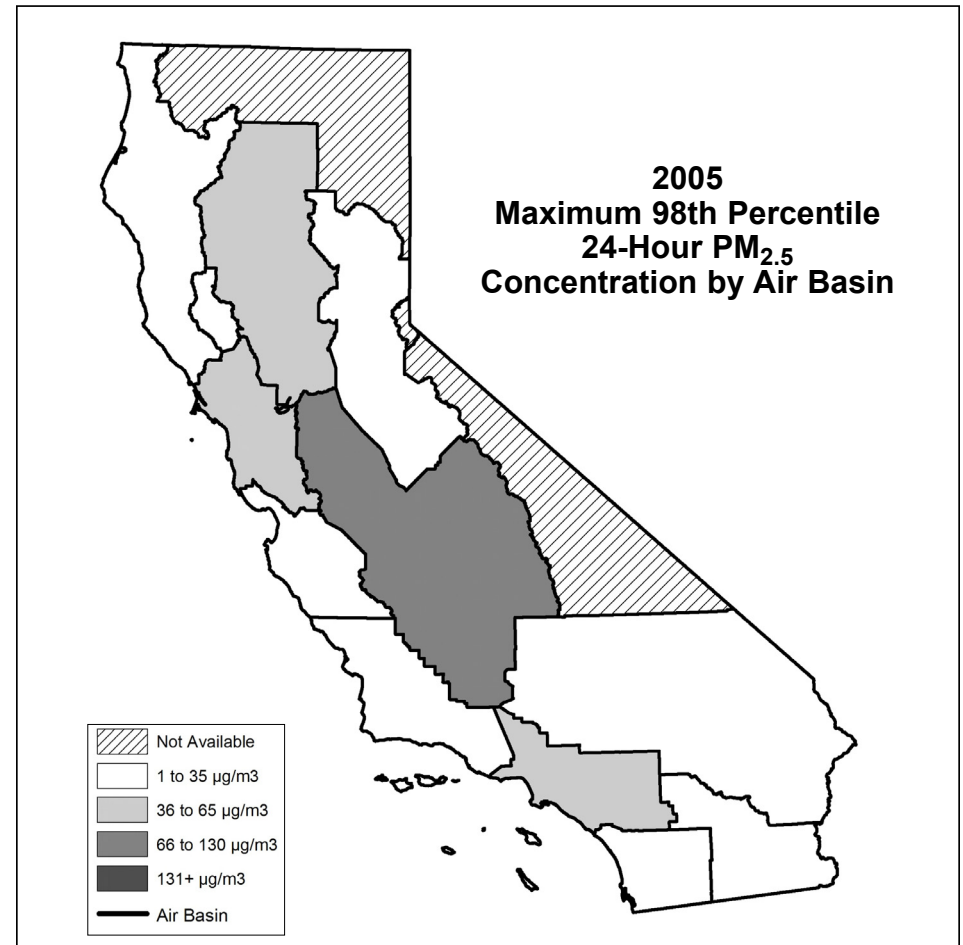 2005
Maximum 98th Percentile
24-Hour PM2.5
Concentration by Air Basin
Not Available
1 to 35 µg/m3
36 to 65 µg/m3
66 to 130 µg/m3
131+ µg/m3
Air Basin